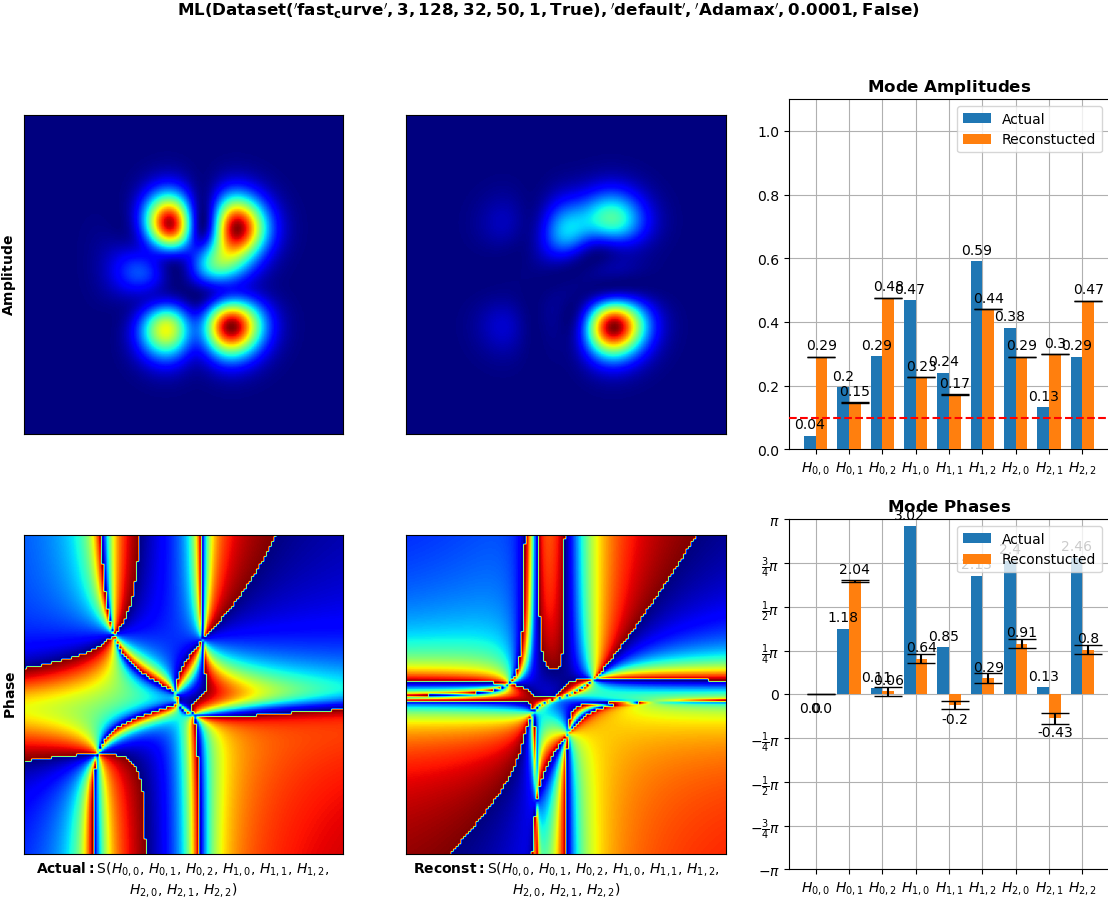 ML(Dataset('fast_curve', 3, 128, 32, 50, 1, True), 'default', 'Adamax', 0.0001, False)
Mode Amplitudes
Actual
Reconstucted
1.0
0.8
0.6
0.4
0.2
0.0
0.04
0.29
0.2
0.15
0.29
0.48
0.47
0.23
0.24
0.17
0.59
0.44
0.38
0.29
0.13
0.3
0.29
0.47
H0,0 H0,1 H0,2 H1,0 H1,1 H1,2 H2,0 H2,1 H2,2
Amplitude
Mode Phases
Actual
Reconstucted
π
3/4π
1/2π
1/4π
0
−1/4π
−1/2π
−3/4π
−π
0.0
0.0
1.18
2.04
0.11
0.06
3.02
0.64
0.85
-0.2
0.29
2.4
0.91
0.13
-0.43
2.46
0.8
H0,0 H0,1 H0,2 H1,0 H1,1 H1,2 H2,0 H2,1 H2,2
Phase
Actual: S(H0,0, H0,1, H0,2, H1,0, H1,1, H1,2,
H2,0, H2,1, H2,2)
Reconst: S(H0,0, H0,1, H0,2, H1,0, H1,1, H1,2,
H2,0, H2,1, H2,2)